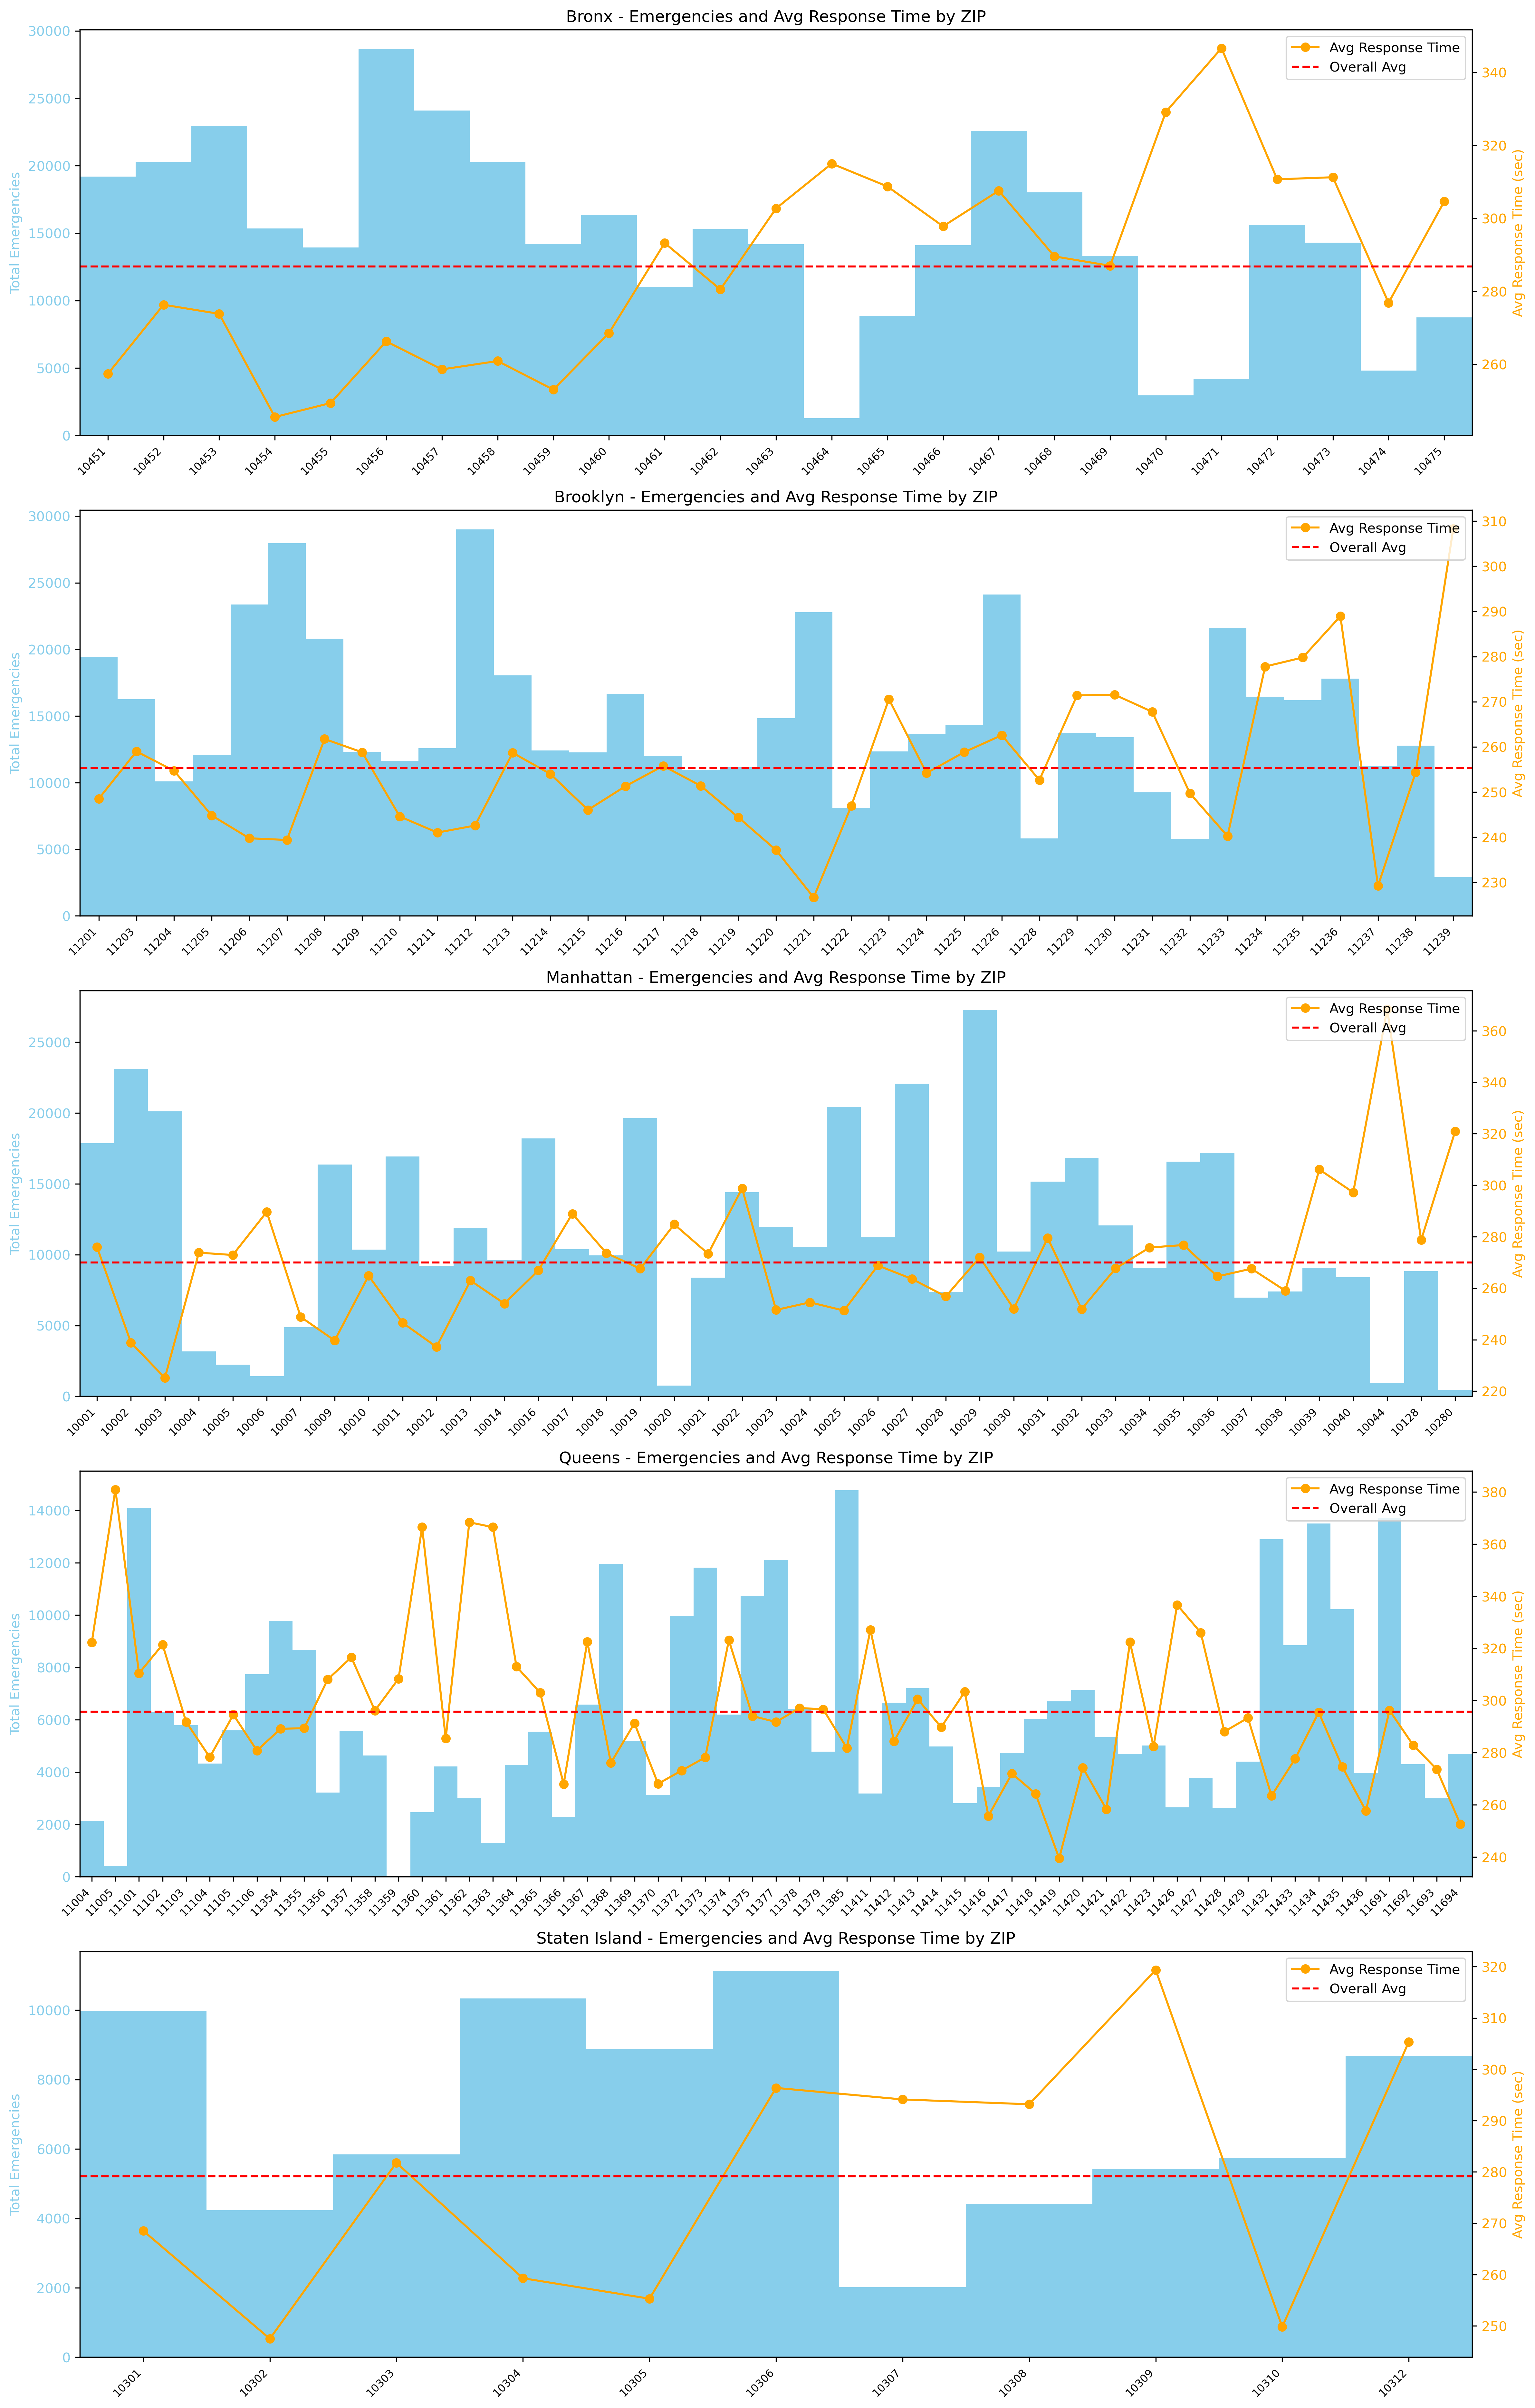 Bronx - Emergencies and Avg Response Time by ZIP
Total Emergencies
30000
25000
20000
15000
10000
5000
0
Avg Response Time
Overall Avg
340
320
300
280
260
Avg Response Time (sec)
10451 10452 10453 10454 10455 10456 10457 10458 10459 10460 10461 10462 10463 10464 10465 10466 10467 10468 10469 10470 10471 10472 10473 10474 10475
Brooklyn - Emergencies and Avg Response Time by ZIP
Total Emergencies
30000
25000
20000
15000
10000
5000
0
Avg Response Time
Overall Avg
310
300
290
280
270
260
250
240
230
Avg Response Time (sec)
11201 11203 11204 11205 11206 11207 11208 11209 11210 11211 11212 11213 11214 11215 11216 11217 11218 11219 11220 11221 11222 11223 11224 11225 11226 11228 11229 11230 11231 11232 11233 11234 11235 11236 11237 11238 11239
Manhattan - Emergencies and Avg Response Time by ZIP
Total Emergencies
25000
20000
15000
10000
5000
0
Avg Response Time
Overall Avg
360
340
320
300
280
260
240
220
Avg Response Time (sec)
10001 10002 10003 10004 10005 10006 10007 10009 10010 10011 10012 10013 10014 10016 10017 10018 10019 10020 10021 10022 10023 10024 10025 10026 10027 10028 10029 10030 10031 10032 10033 10034 10035 10036 10037 10038 10039 10040 10044 10128 10280
Queens - Emergencies and Avg Response Time by ZIP
Total Emergencies
14000
12000
10000
8000
6000
4000
2000
0
Avg Response Time
Overall Avg
380
360
340
320
300
280
260
240
Avg Response Time (sec)
11004 11005 11101 11102 11103 11104 11105 11106 11354 11355 11356 11357 11358 11359 11360 11361 11362 11363 11364 11365 11366 11367 11368 11369 11370 11372 11373 11374 11375 11377 11378 11379 11385 11411 11412 11413 11414 11415 11416 11417 11418 11419 11420 11421 11422 11423 11426 11427 11428 11429 11432 11433 11434 11435 11436 11691 11692 11693 11694
Staten Island - Emergencies and Avg Response Time by ZIP
Total Emergencies
10000
8000
6000
4000
2000
0
Avg Response Time
Overall Avg
320
310
300
290
280
270
260
250
Avg Response Time (sec)
10301 10302 10303 10304 10305 10306 10307 10308 10309 10310 10312